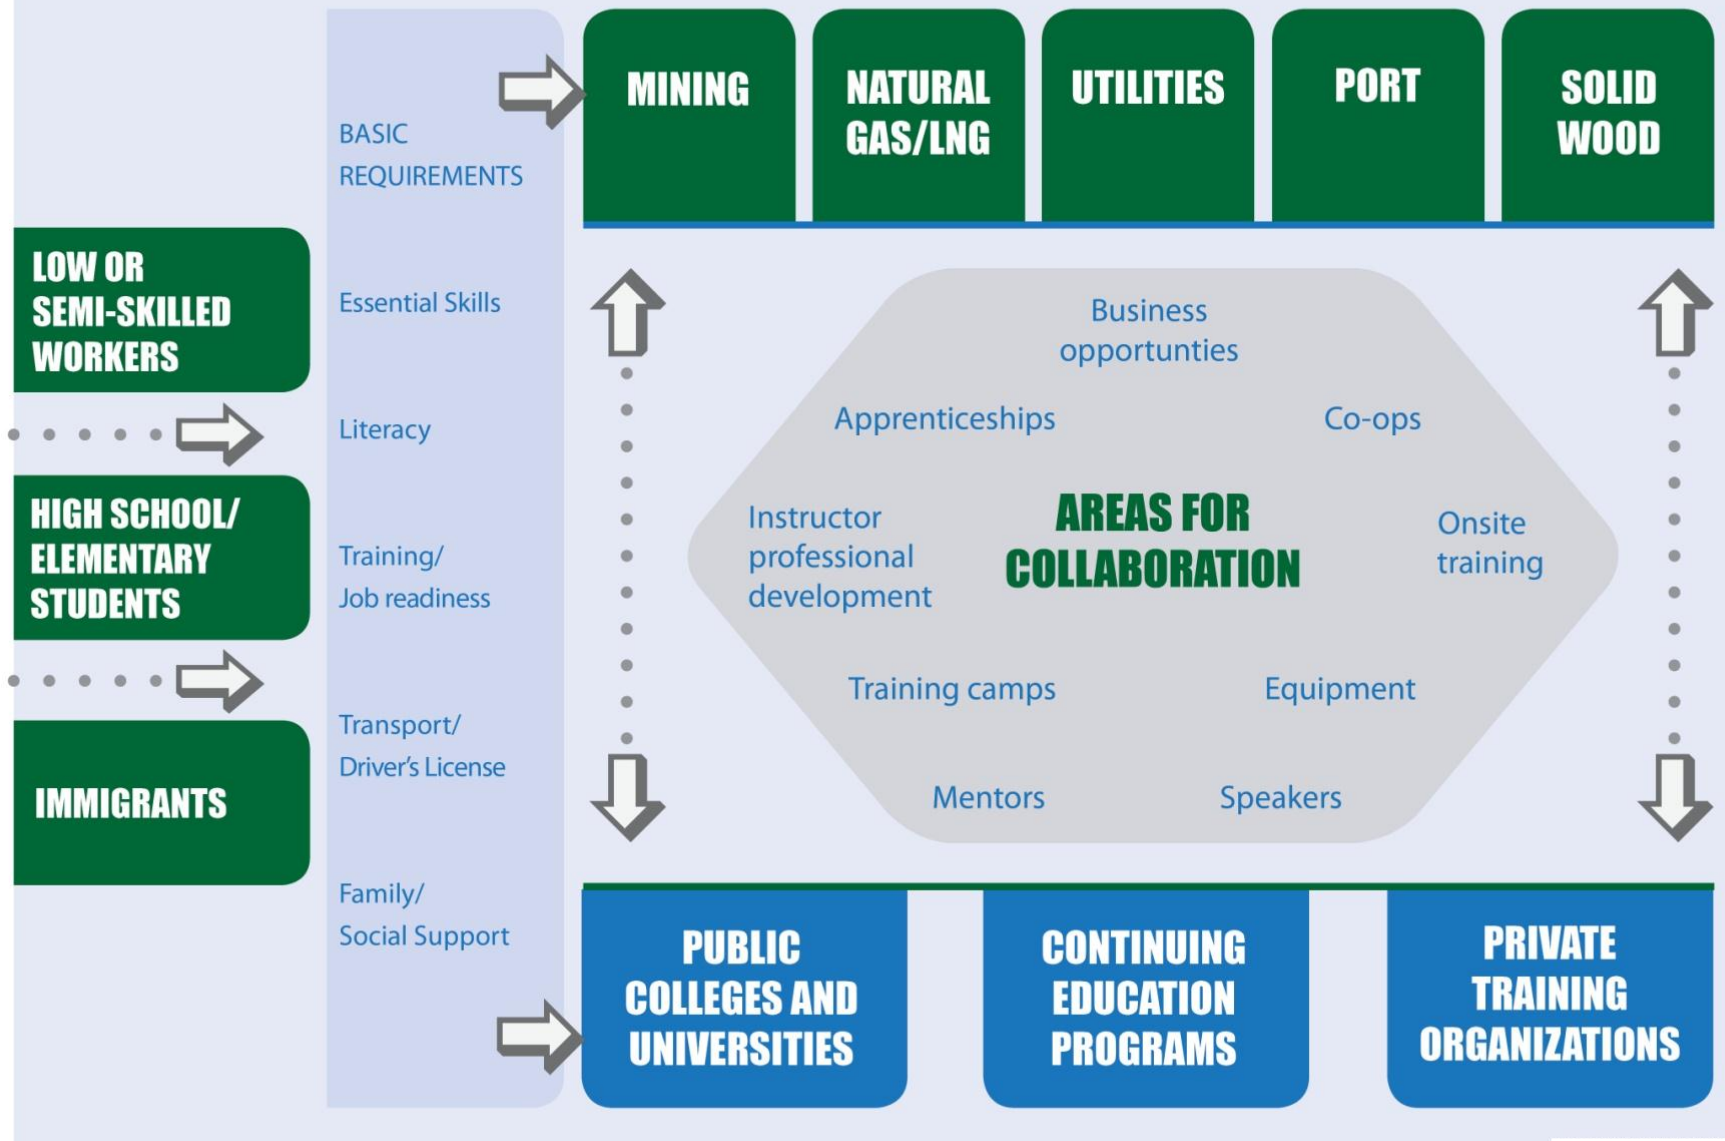 LOW OR
SEMI-SKILLED
WORKERS
HIGH SCHOOL/
ELEMENTARY
STUDENTS
IMMIGRANTS
BASIC
REQUIREMENTS
Essential Skills
Literacy
Training/
Job readiness
Transport/
Driver's License
Family/
Social Support
MINING
NATURAL
GAS/LNG
UTILITIES
PORT
SOLID
WOOD
Business
opportunties
Apprenticeships
Co-ops
Instructor
professional
development
AREAS FOR
COLLABORATION
Onsite
training
Training camps
Equipment
Mentors
Speakers
PUBLIC
COLLEGES AND
UNIVERSITIES
CONTINUING
EDUCATION
PROGRAMS
PRIVATE
TRAINING
ORGANIZATIONS